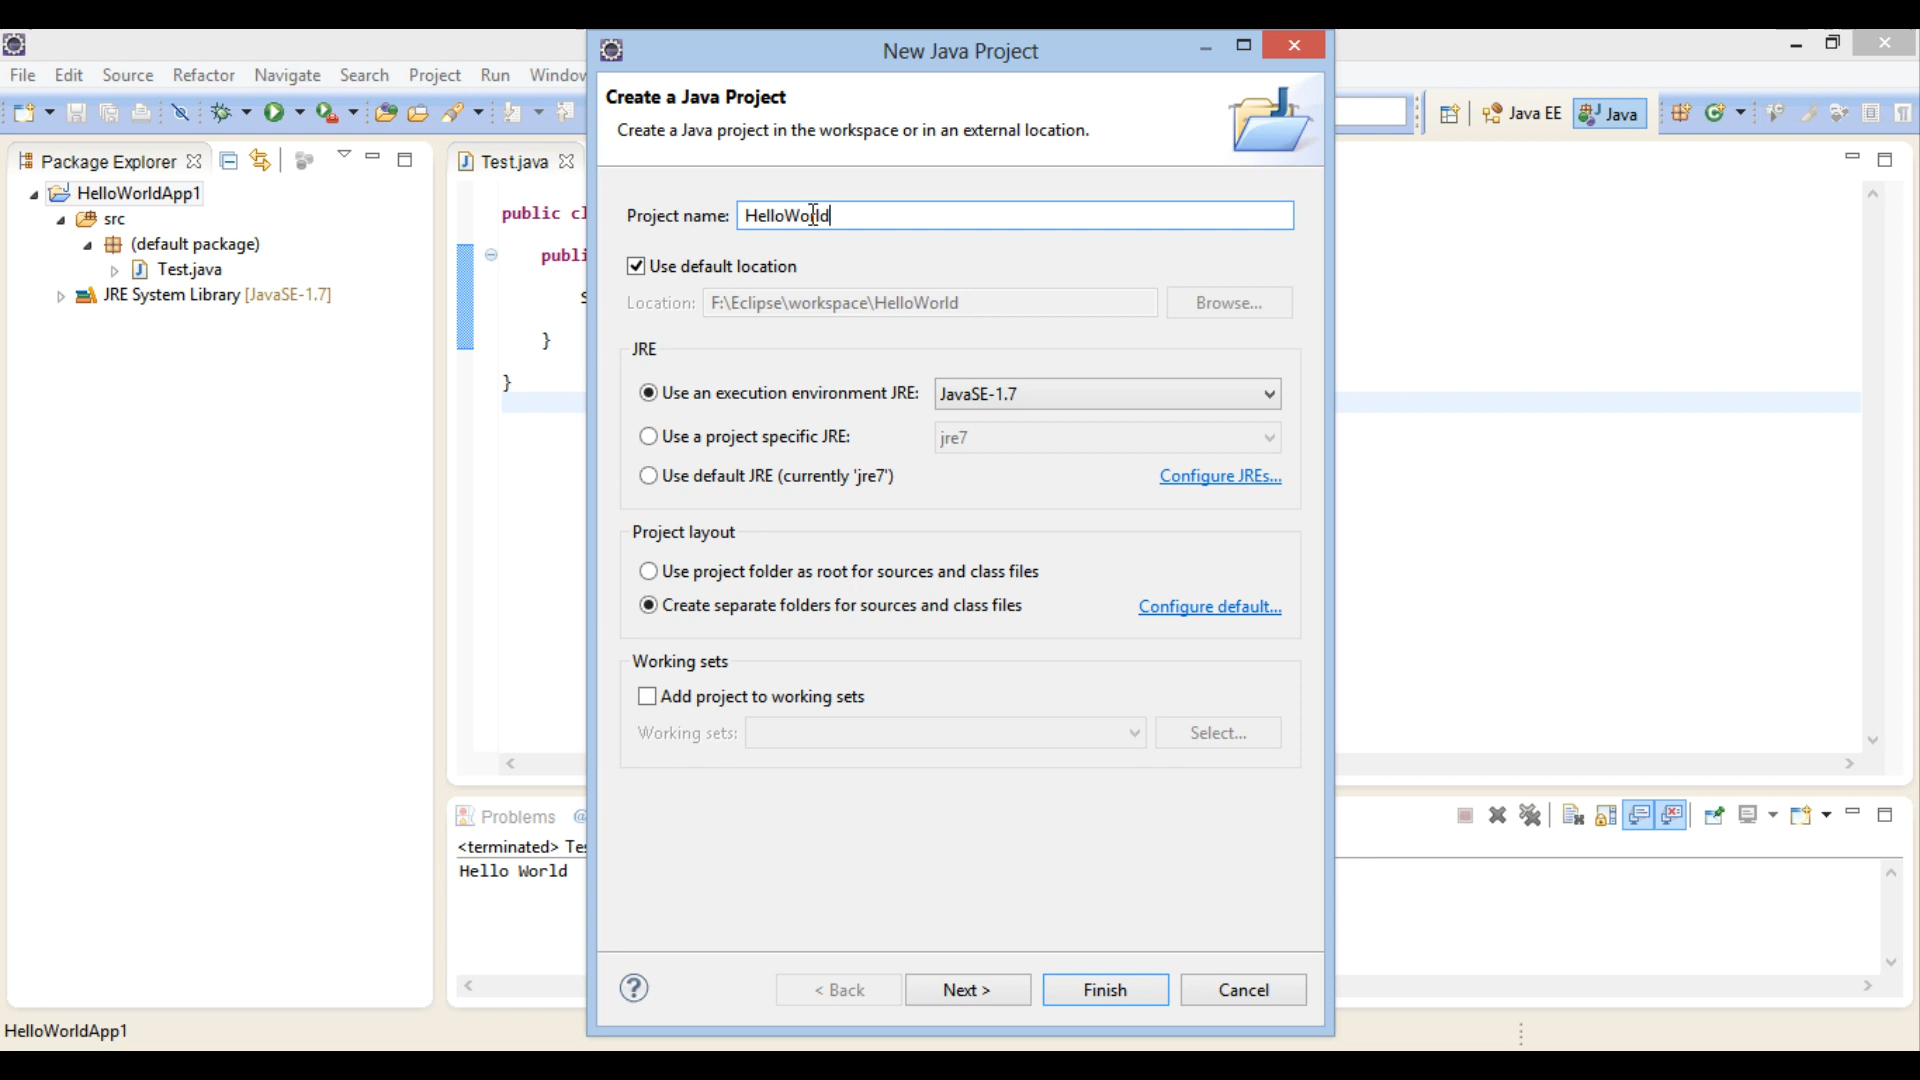 New Java Project
File Edit Source Refactor Navigate Search Project Run Window
Create a Java Project
Create a Java project in the workspace or in an external location.
Java EE Java
Package Explorer
Test.java
HelloWorldApp1
src
(default package)
Test.java
JRE System Library [JavaSE-1.7]
public cl
publi
}
}
Project name: HelloWorld
Use default location
Location: F:\Eclipse\workspace\HelloWorld Browse...
JRE
Use an execution environment JRE: JavaSE-1.7
Use a project specific JRE: jre7
Use default JRE (currently 'jre7') Configure JREs...
Project layout
Use project folder as root for sources and class files
Create separate folders for sources and class files Configure default...
Working sets
Add project to working sets
Working sets: Select...
Problems @
<terminated> Te
Hello World
< Back Next > Finish Cancel
HelloWorldApp1